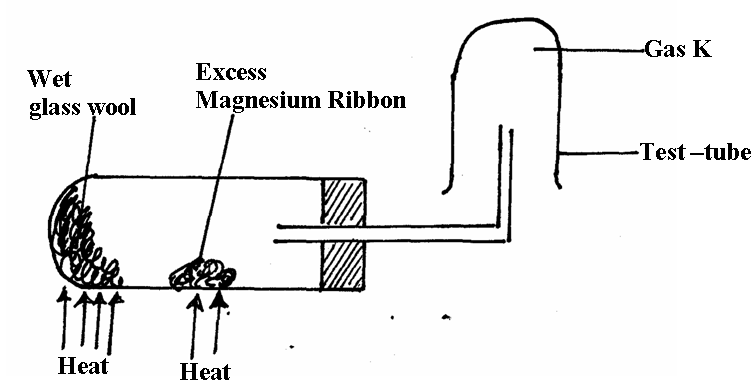 Gas K
Wet
glass wool
Excess
Magnesium Ribbon
Test –tube
Heat
Heat